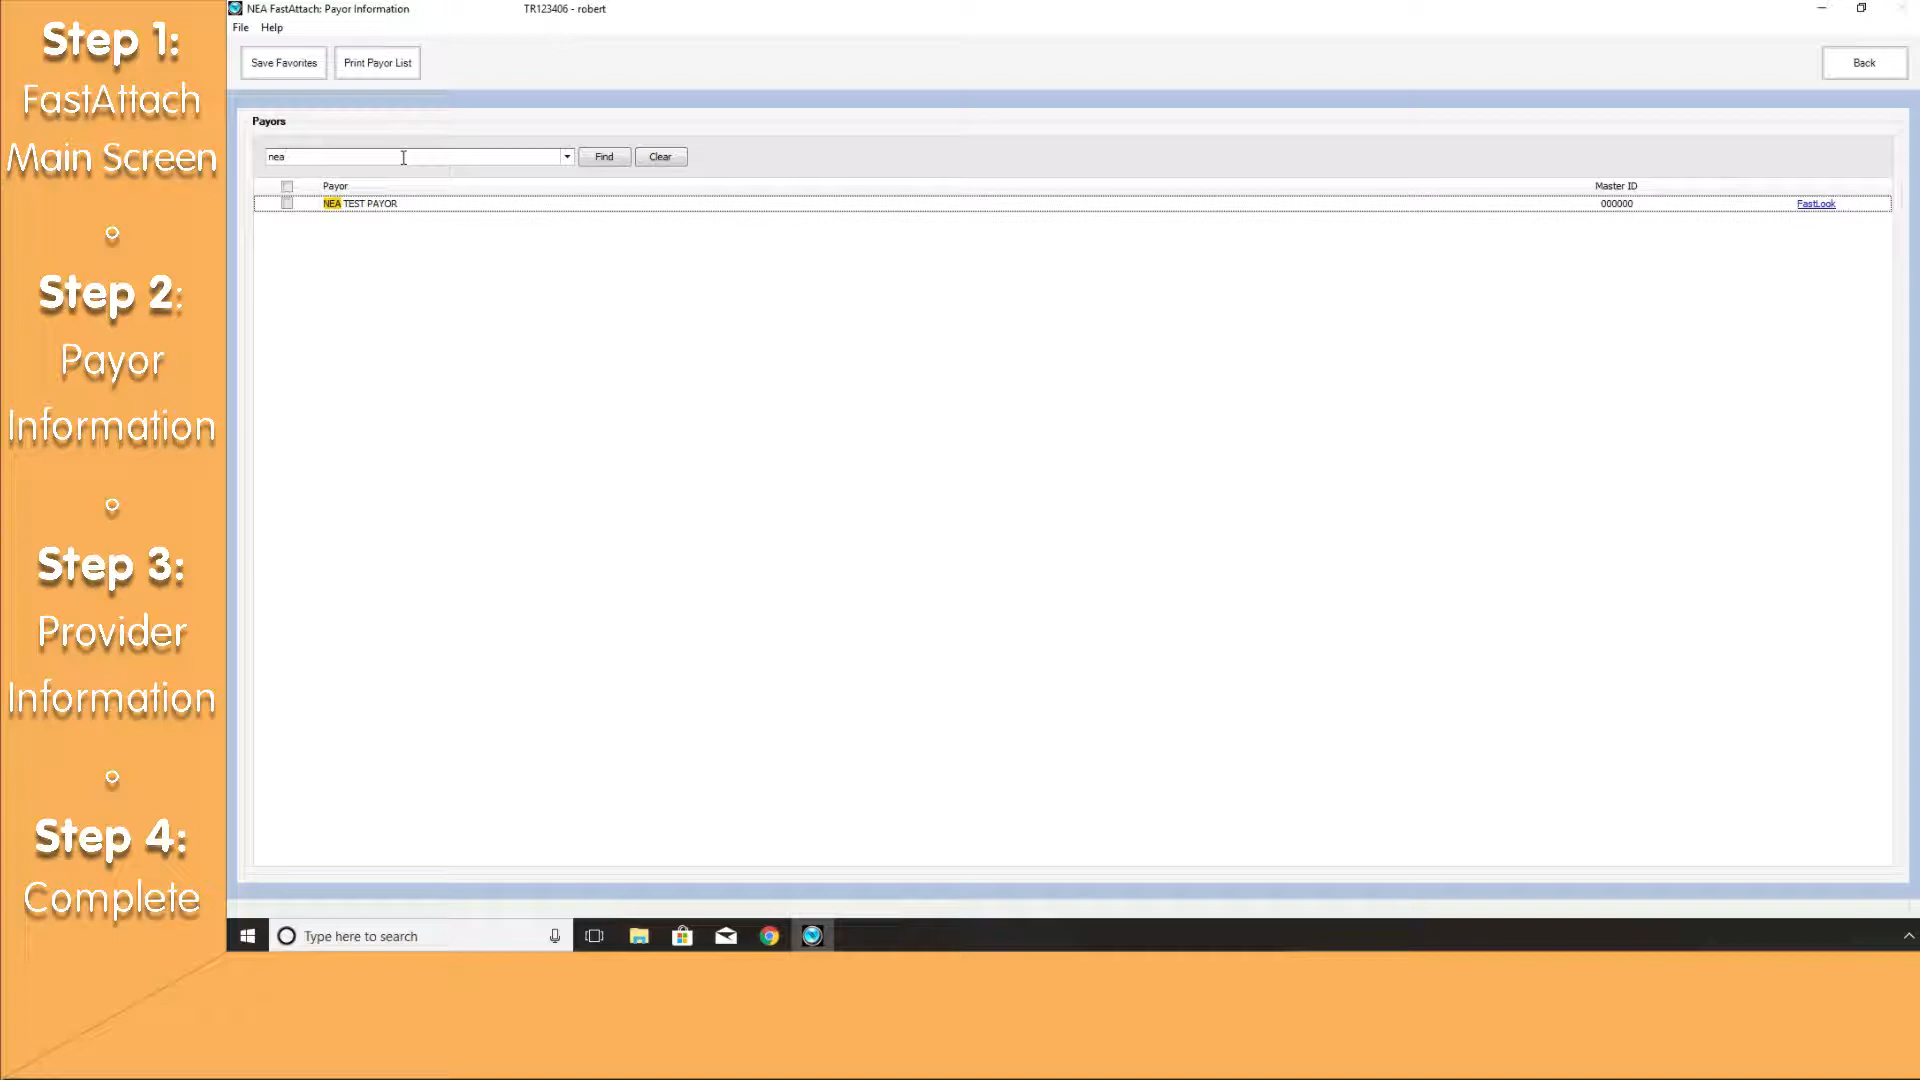 Step 1:
FastAttach
Main Screen
Step 2:
Payor
Information
Step 3:
Provider
Information
Step 4:
Complete
NEA FastAttach: Payor Information TR123406 - robert
File Help
Save Favorites Print Payor List Back
Payors
nea Find Clear
Payor Master ID
NEA TEST PAYOR 000000 FastLook
Type here to search